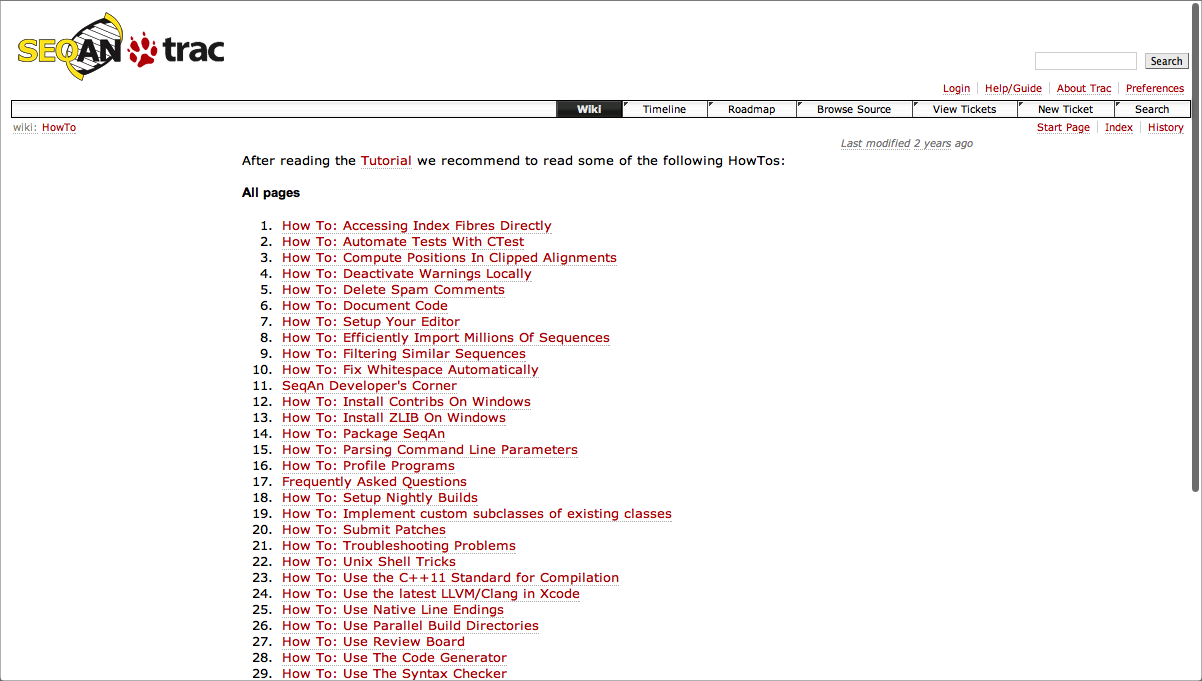 SEQAN trac
Search
Login Help/Guide About Trac Preferences
Wiki Timeline Roadmap Browse Source View Tickets New Ticket Search
wiki: HowTo Start Page Index History
Last modified 2 years ago
After reading the Tutorial we recommend to read some of the following HowTos:
All pages
1. How To: Accessing Index Fibres Directly
2. How To: Automate Tests With CTest
3. How To: Compute Positions In Clipped Alignments
4. How To: Deactivate Warnings Locally
5. How To: Delete Spam Comments
6. How To: Document Code
7. How To: Setup Your Editor
8. How To: Efficiently Import Millions Of Sequences
9. How To: Filtering Similar Sequences
10. How To: Fix Whitespace Automatically
11. SeqAn Developer's Corner
12. How To: Install Contribs On Windows
13. How To: Install ZLIB On Windows
14. How To: Package SeqAn
15. How To: Parsing Command Line Parameters
16. How To: Profile Programs
17. Frequently Asked Questions
18. How To: Setup Nightly Builds
19. How To: Implement custom subclasses of existing classes
20. How To: Submit Patches
21. How To: Troubleshooting Problems
22. How To: Unix Shell Tricks
23. How To: Use the C++11 Standard for Compilation
24. How To: Use the latest LLVM/Clang in Xcode
25. How To: Use Native Line Endings
26. How To: Use Parallel Build Directories
27. How To: Use Review Board
28. How To: Use The Code Generator
29. How To: Use The Syntax Checker